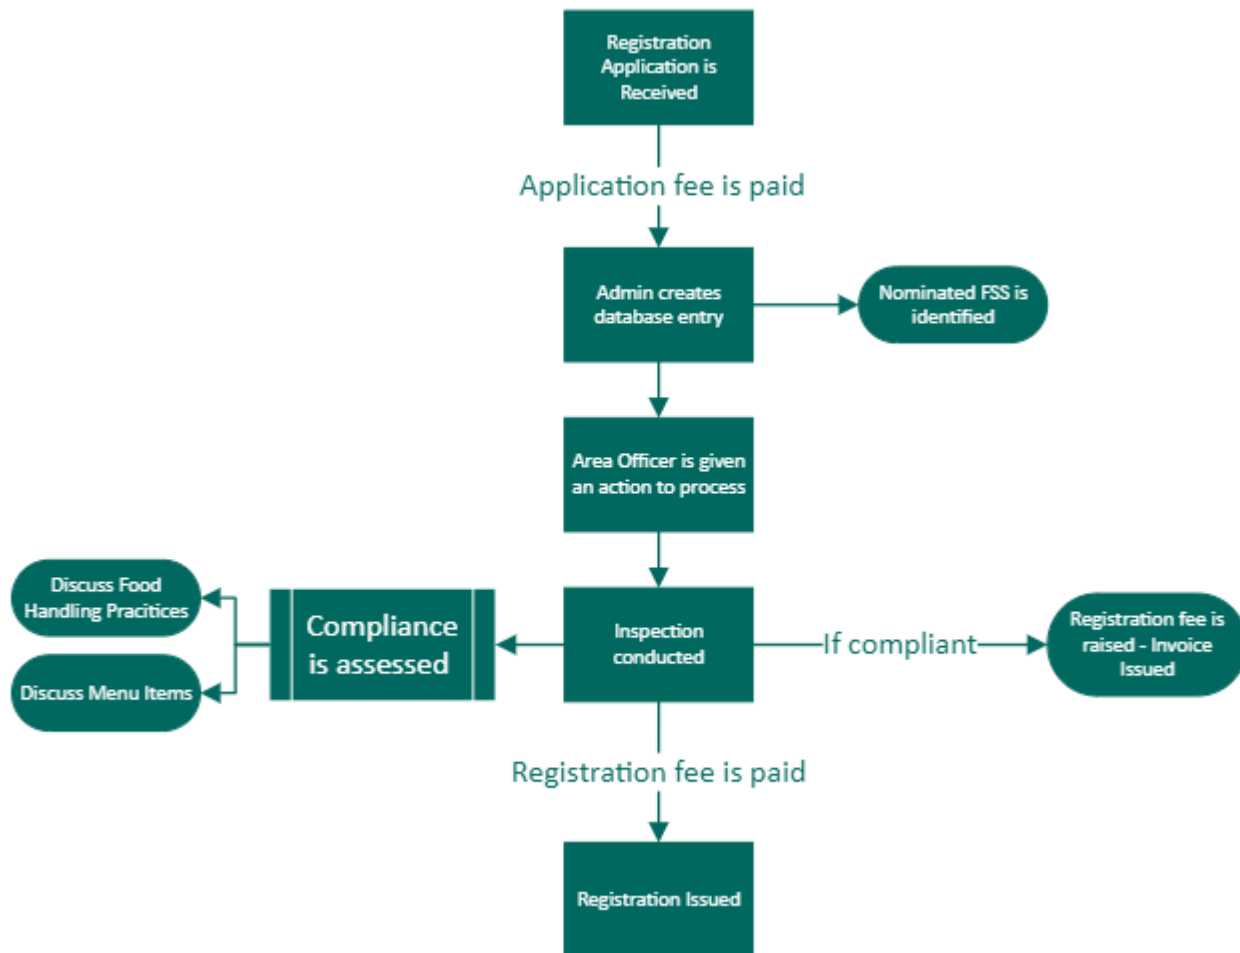 Registration
Application is
Received
Application fee is paid
Admin creates
database entry
Nominated FSS is
identified
Area Officer is given
an action to process
Discuss Food
Handling Pracitices
Discuss Menu Items
Compliance
is assessed
Inspection
conducted
If compliant
Registration fee is
raised - Invoice
Issued
Registration fee is paid
Registration Issued